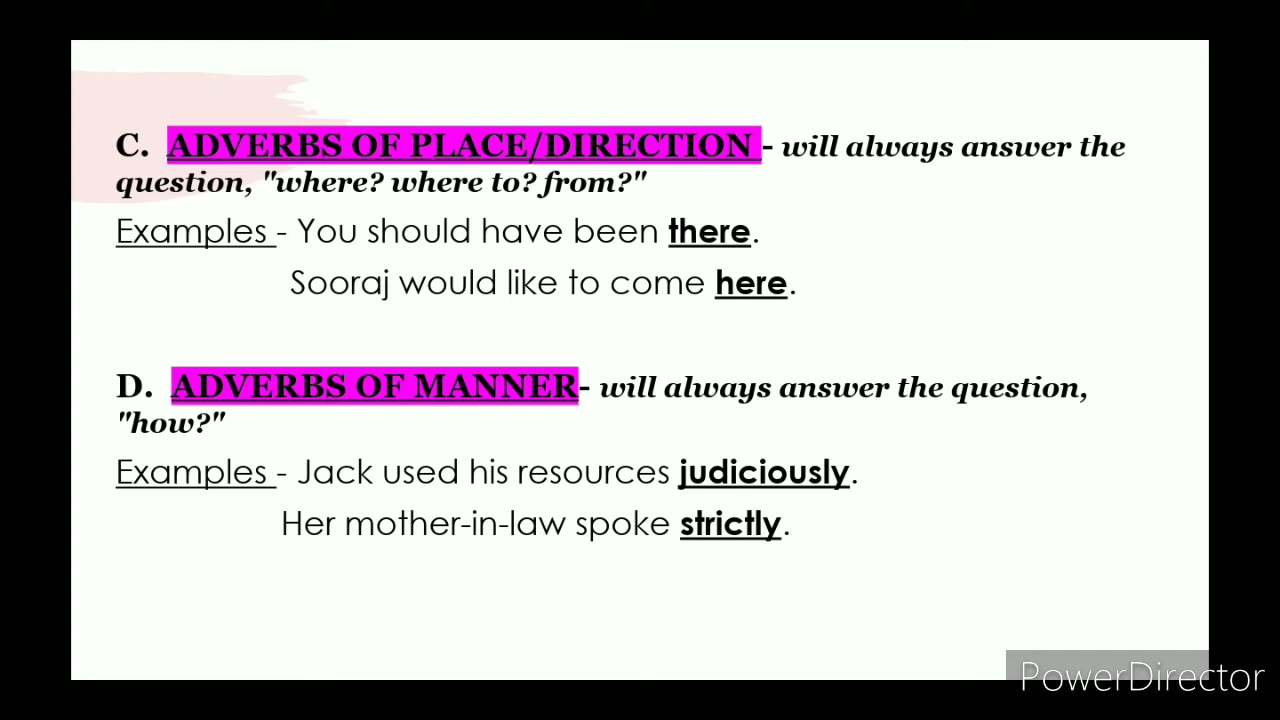 C. ADVERBS OF PLACE/DIRECTION - will always answer the
question, "where? where to? from?"
Examples - You should have been there.
Sooraj would like to come here.
D. ADVERBS OF MANNER- will always answer the question,
"how?"
Examples - Jack used his resources judiciously.
Her mother-in-law spoke strictly.
PowerDirector